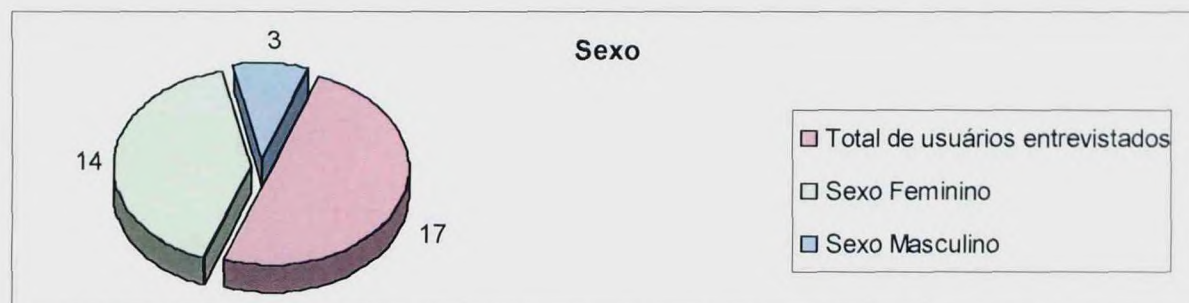 Sexo
3
14
17
Total de usuários entrevistados
Sexo Feminino
Sexo Masculino